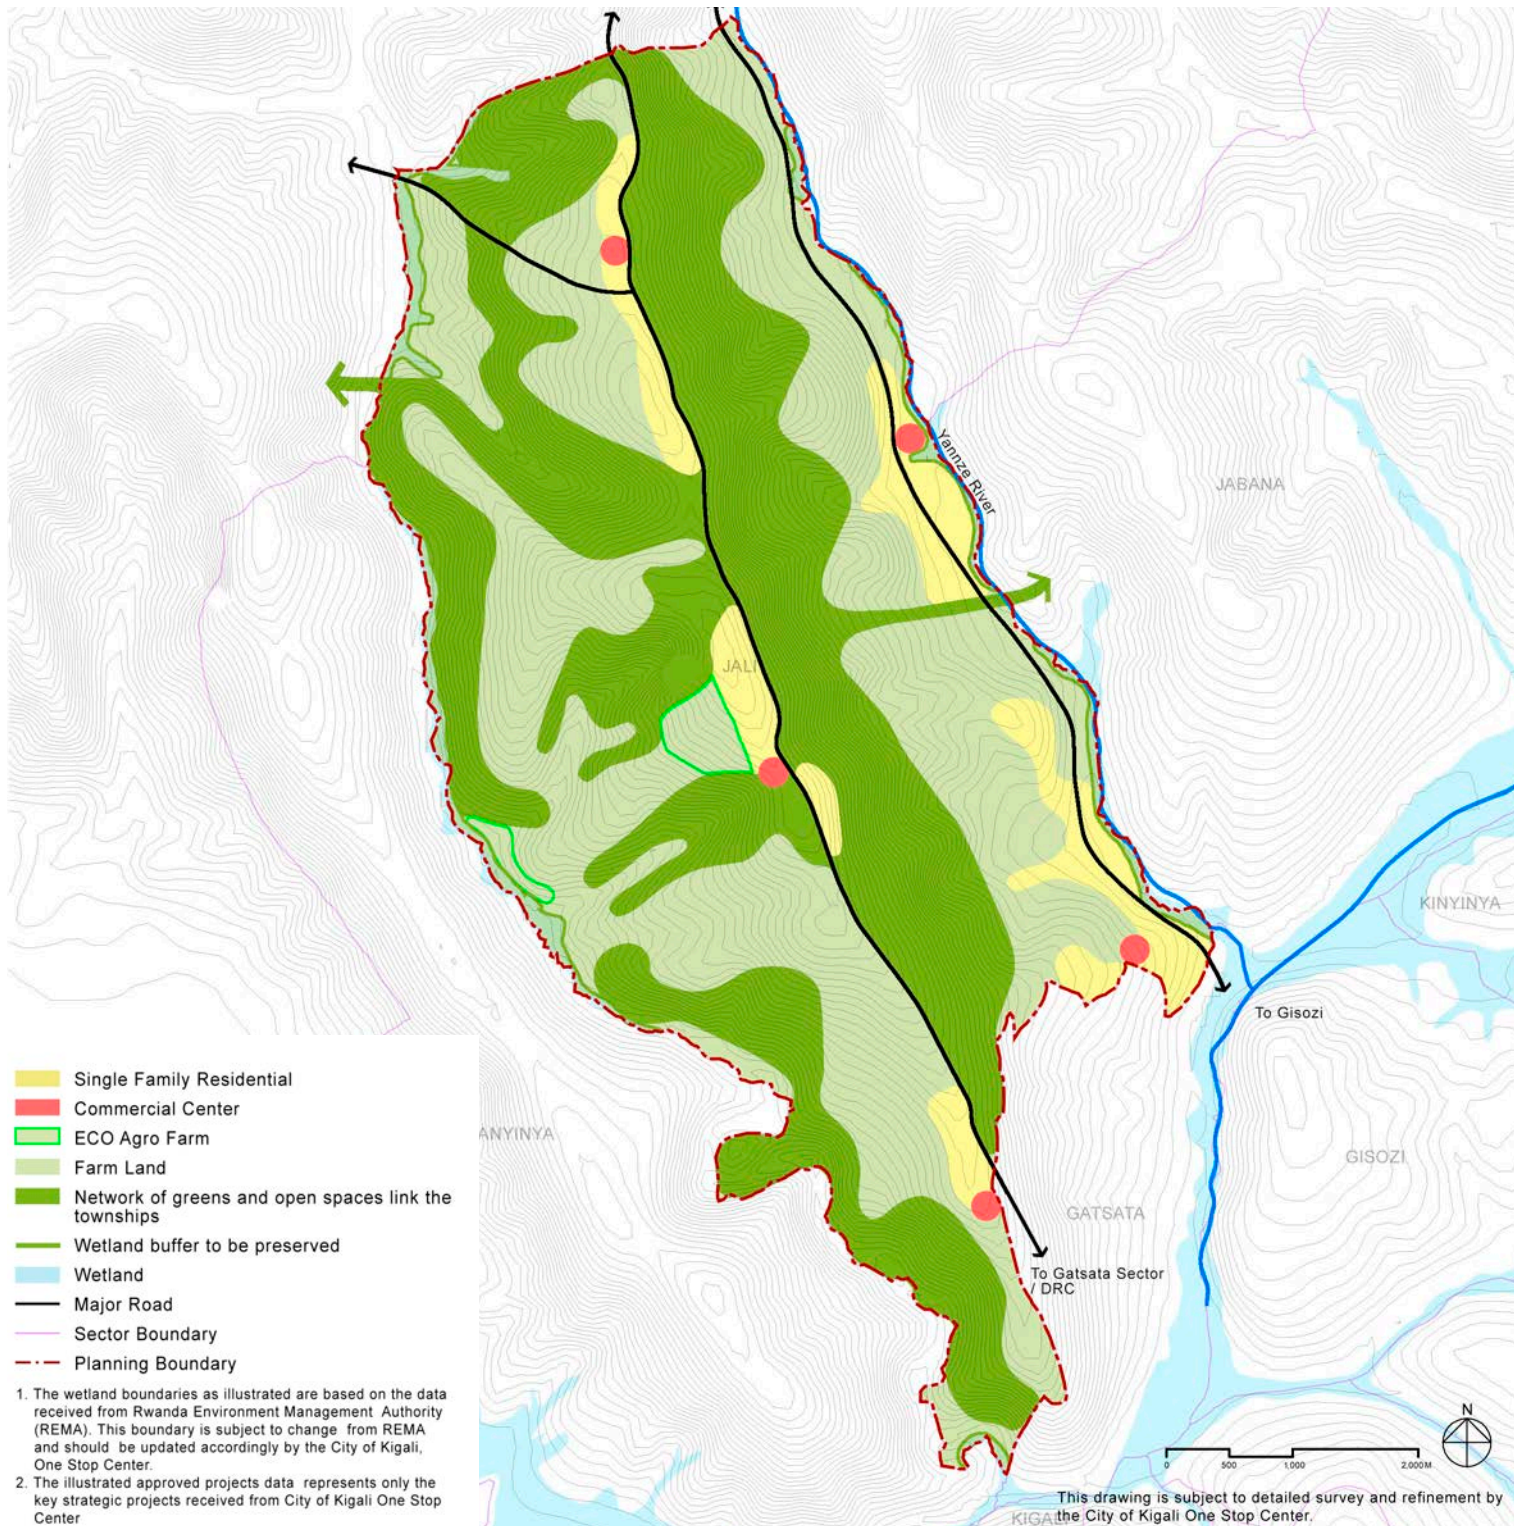 Yannze River
JABANA
JALI
KINYINYA
To Gisozi
Single Family Residential
Commercial Center
ECO Agro Farm
Farm Land
Network of greens and open spaces link the
townships
Wetland buffer to be preserved
Wetland
Major Road
Sector Boundary
Planning Boundary
ANYINYA
GISOZI
GATSATA
To Gatsata Sector
/ DRC
1. The wetland boundaries as illustrated are based on the data
received from Rwanda Environment Management Authority
(REMA). This boundary is subject to change from REMA
and should be updated accordingly by the City of Kigali,
One Stop Center.
2. The illustrated approved projects data represents only the
key strategic projects received from City of Kigali One Stop
Center
N
0 500 1,000 2,000M
This drawing is subject to detailed survey and refinement by
the City of Kigali One Stop Center.
KIGALI